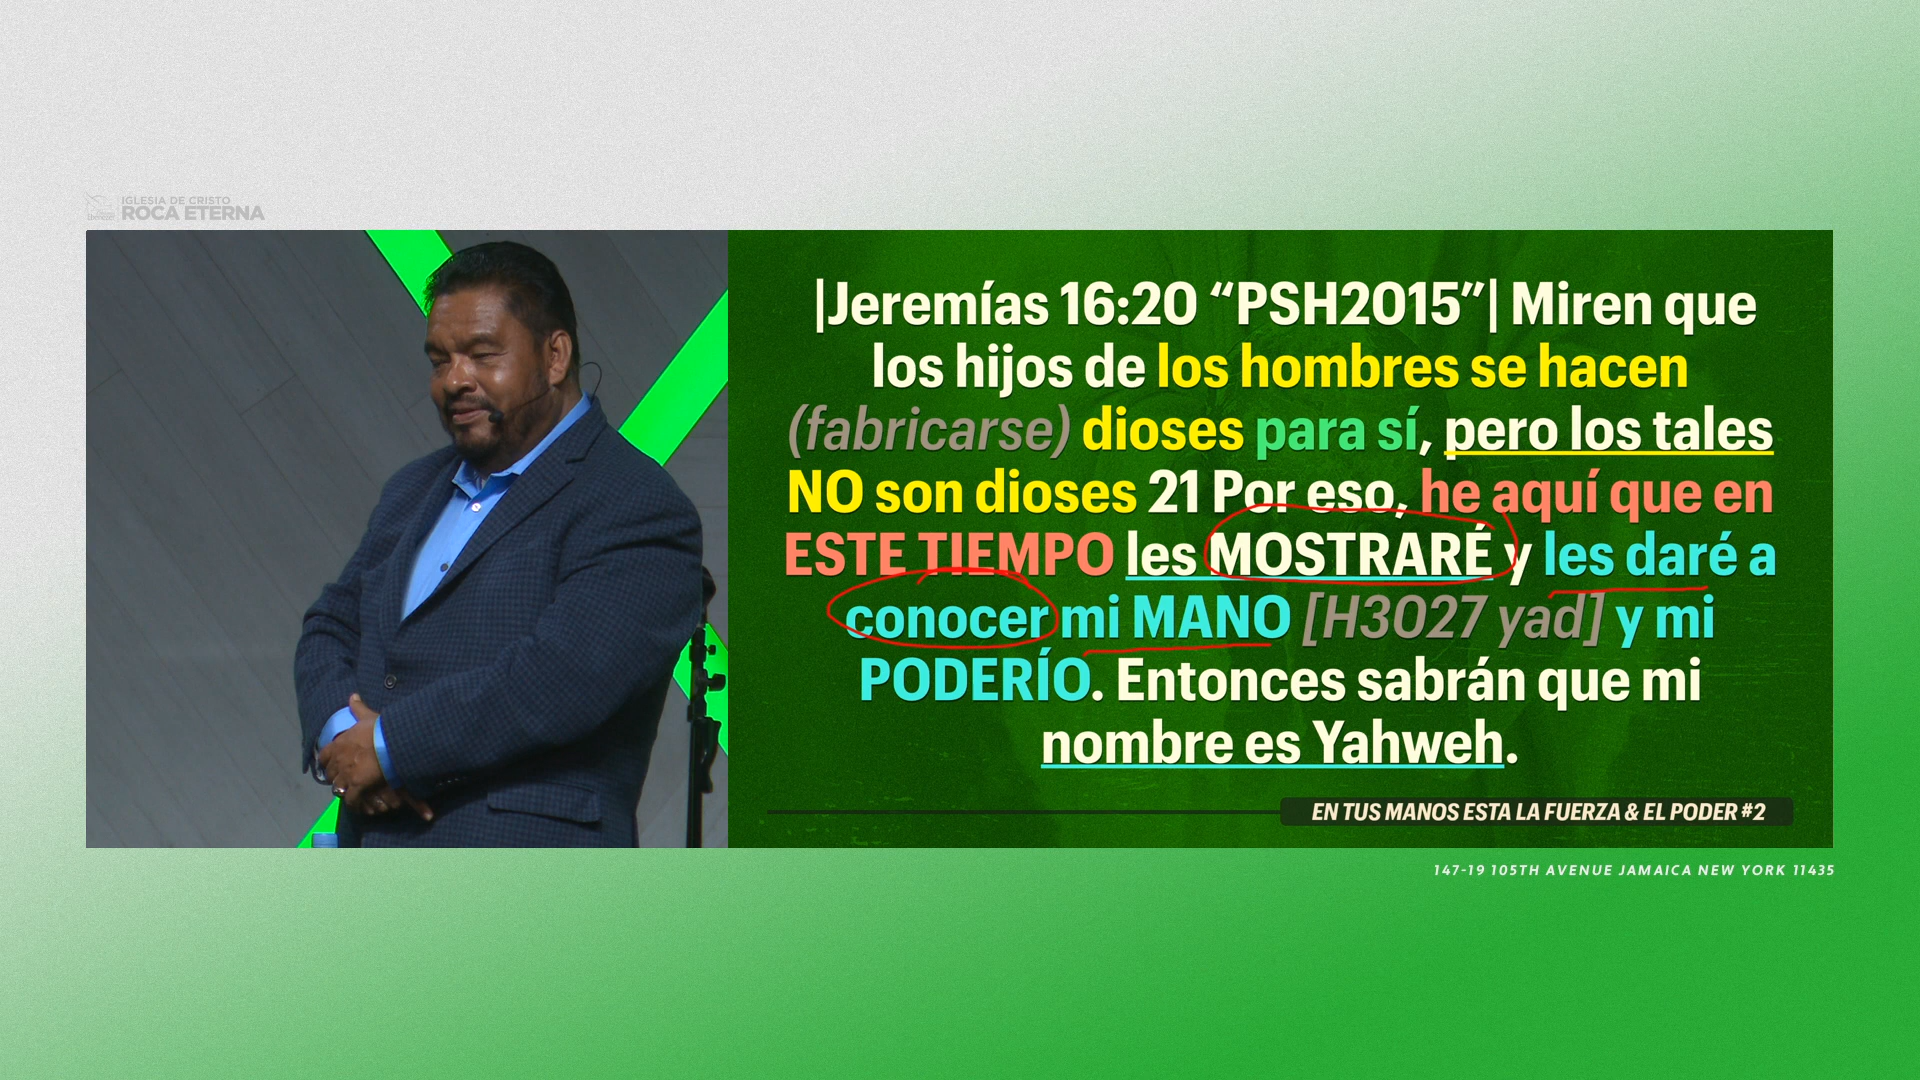 IGLESIA DE CRISTO
ROCA ETERNA
|Jeremías 16:20 “PSH2015”| Miren que
los hijos de los hombres se hacen
(fabricarse) dioses para sí, pero los tales
NO son dioses 21 Por eso, he aquí que en
ESTE TIEMPO les MOSTRARÉ y les daré a
conocer mi MANO [H3027 yad] y mi
PODERÍO. Entonces sabrán que mi
nombre es Yahweh.
EN TUS MANOS ESTA LA FUERZA & EL PODER #2
147-19 105TH AVENUE JAMAICA NEW YORK 11435